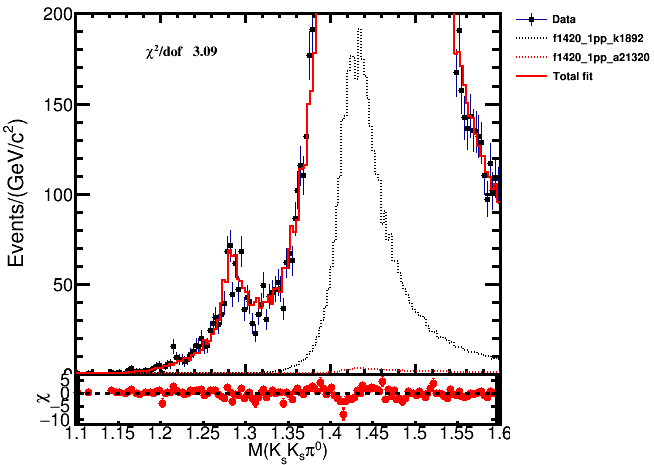 200
150
100
50
Events/(GeV/c²)
χ²/dof 3.09
Data
f1420_1pp_k1892
f1420_1pp_a21320
Total fit
5
0
-5
-10
χ
1.1 1.15 1.2 1.25 1.3 1.35 1.4 1.45 1.5 1.55 1.6
M(KₛKₛπ⁰)